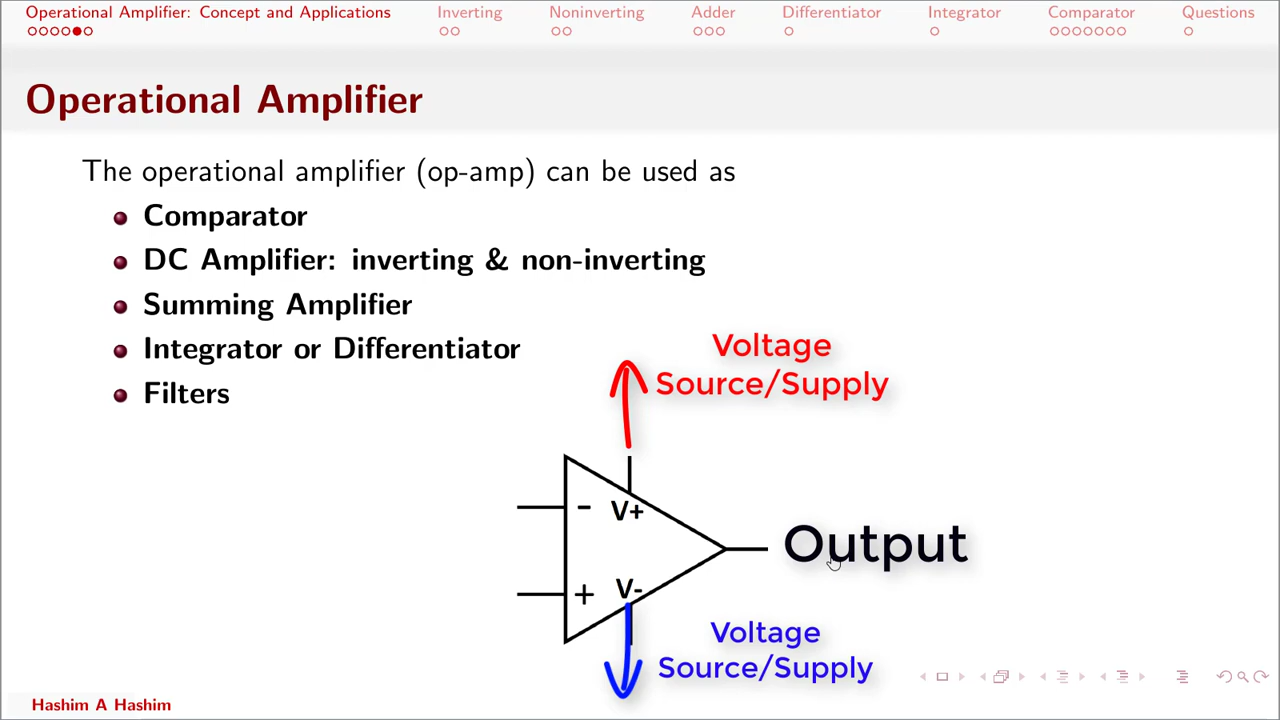 Operational Amplifier: Concept and Applications Inverting Noninverting Adder Differentiator Integrator Comparator Questions
Operational Amplifier
The operational amplifier (op-amp) can be used as
Comparator
DC Amplifier: inverting & non-inverting
Summing Amplifier
Integrator or Differentiator
Filters
Voltage
Source/Supply
- V+
Output
+ V-
Voltage
Source/Supply
Hashim A Hashim